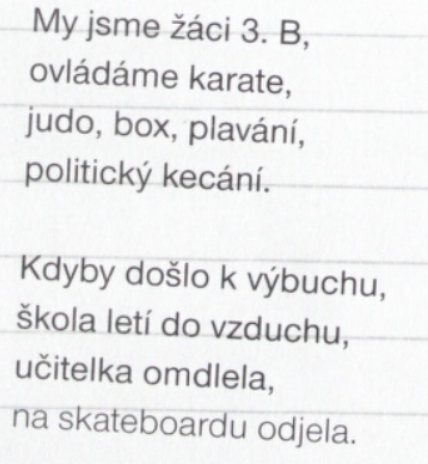 My jsme žáci 3. B,
ovládáme karate,
judo, box, plavání,
politický kecání.
Kdyby došlo k výbuchu,
škola letí do vzduchu,
učitelka omdlela,
na skateboardu odjela.